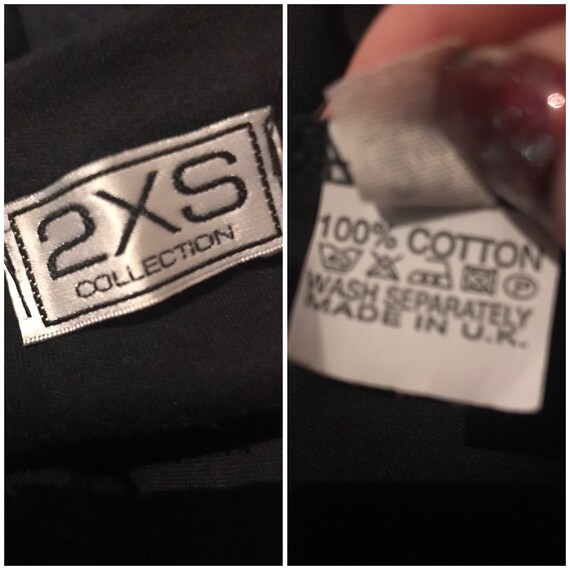 2XS
COLLECTION
100% COTTON
P
WASH SEPARATELY
MADE IN U.K.